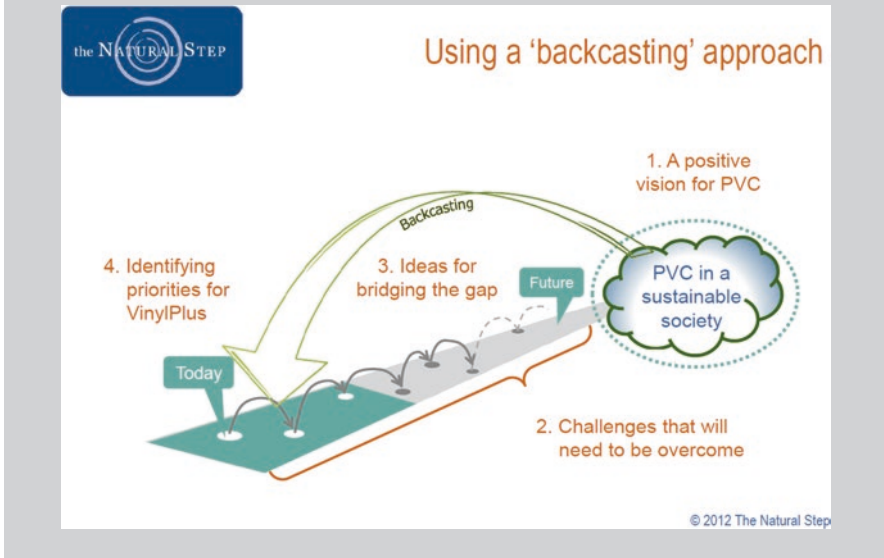 the NATURAL STEP
Using a ‘backcasting’ approach
1. A positive
vision for PVC
Backcasting
4. Identifying
priorities for
VinylPlus
3. Ideas for
bridging the gap
Future
PVC in a
sustainable
society
Today
2. Challenges that will
need to be overcome
© 2012 The Natural Step